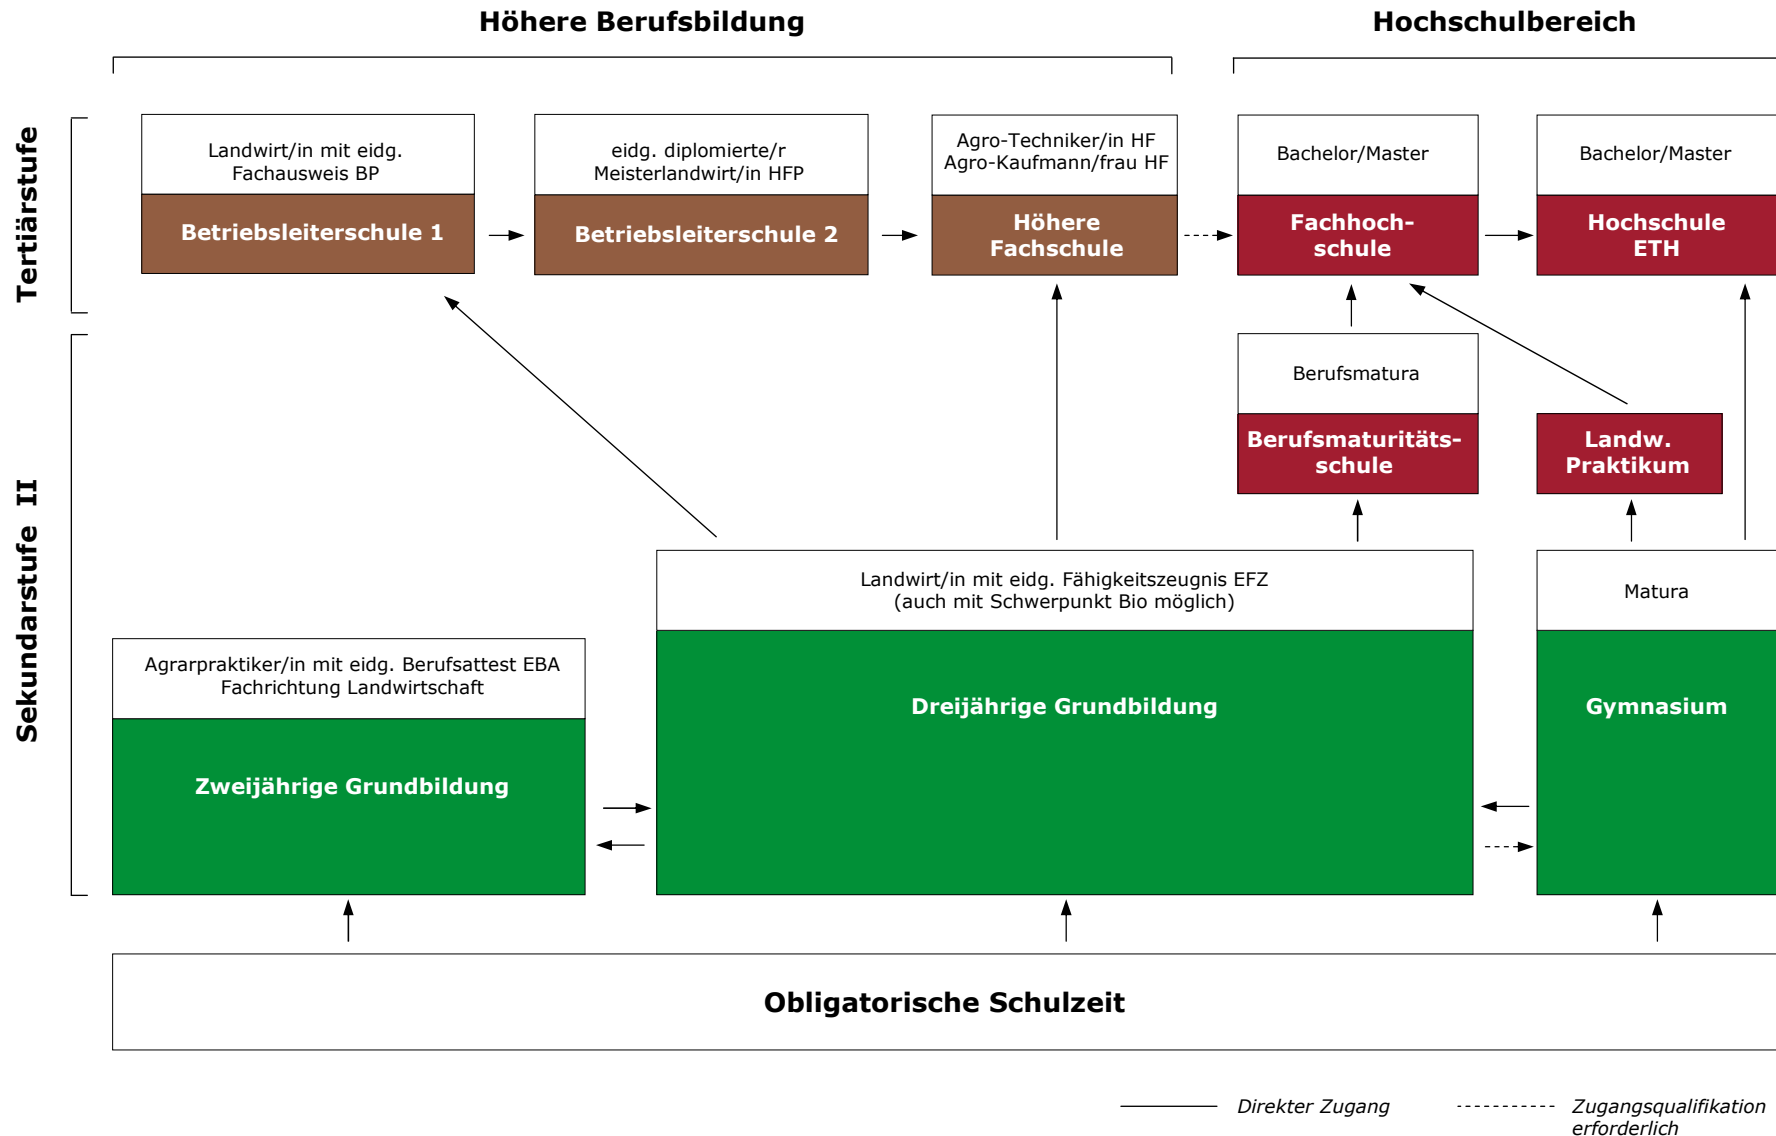 Höhere Berufsbildung
Hochschulbereich
Tertiärstufe
Landwirt/in mit eidg.
Fachausweis BP
Betriebsleiterschule 1
eidg. diplomierte/r
Meisterlandwirt/in HFP
Betriebsleiterschule 2
Agro-Techniker/in HF
Agro-Kaufmann/frau HF
Höhere
Fachschule
Bachelor/Master
Fachhoch-
schule
Bachelor/Master
Hochschule
ETH
Sekundarstufe II
Berufsmatura
Berufsmaturitäts-
schule
Landw.
Praktikum
Landwirt/in mit eidg. Fähigkeitszeugnis EFZ
(auch mit Schwerpunkt Bio möglich)
Dreijährige Grundbildung
Matura
Gymnasium
Agrarpraktiker/in mit eidg. Berufsattest EBA
Fachrichtung Landwirtschaft
Zweijährige Grundbildung
Obligatorische Schulzeit
Direkter Zugang
Zugangsqualifikation
erforderlich